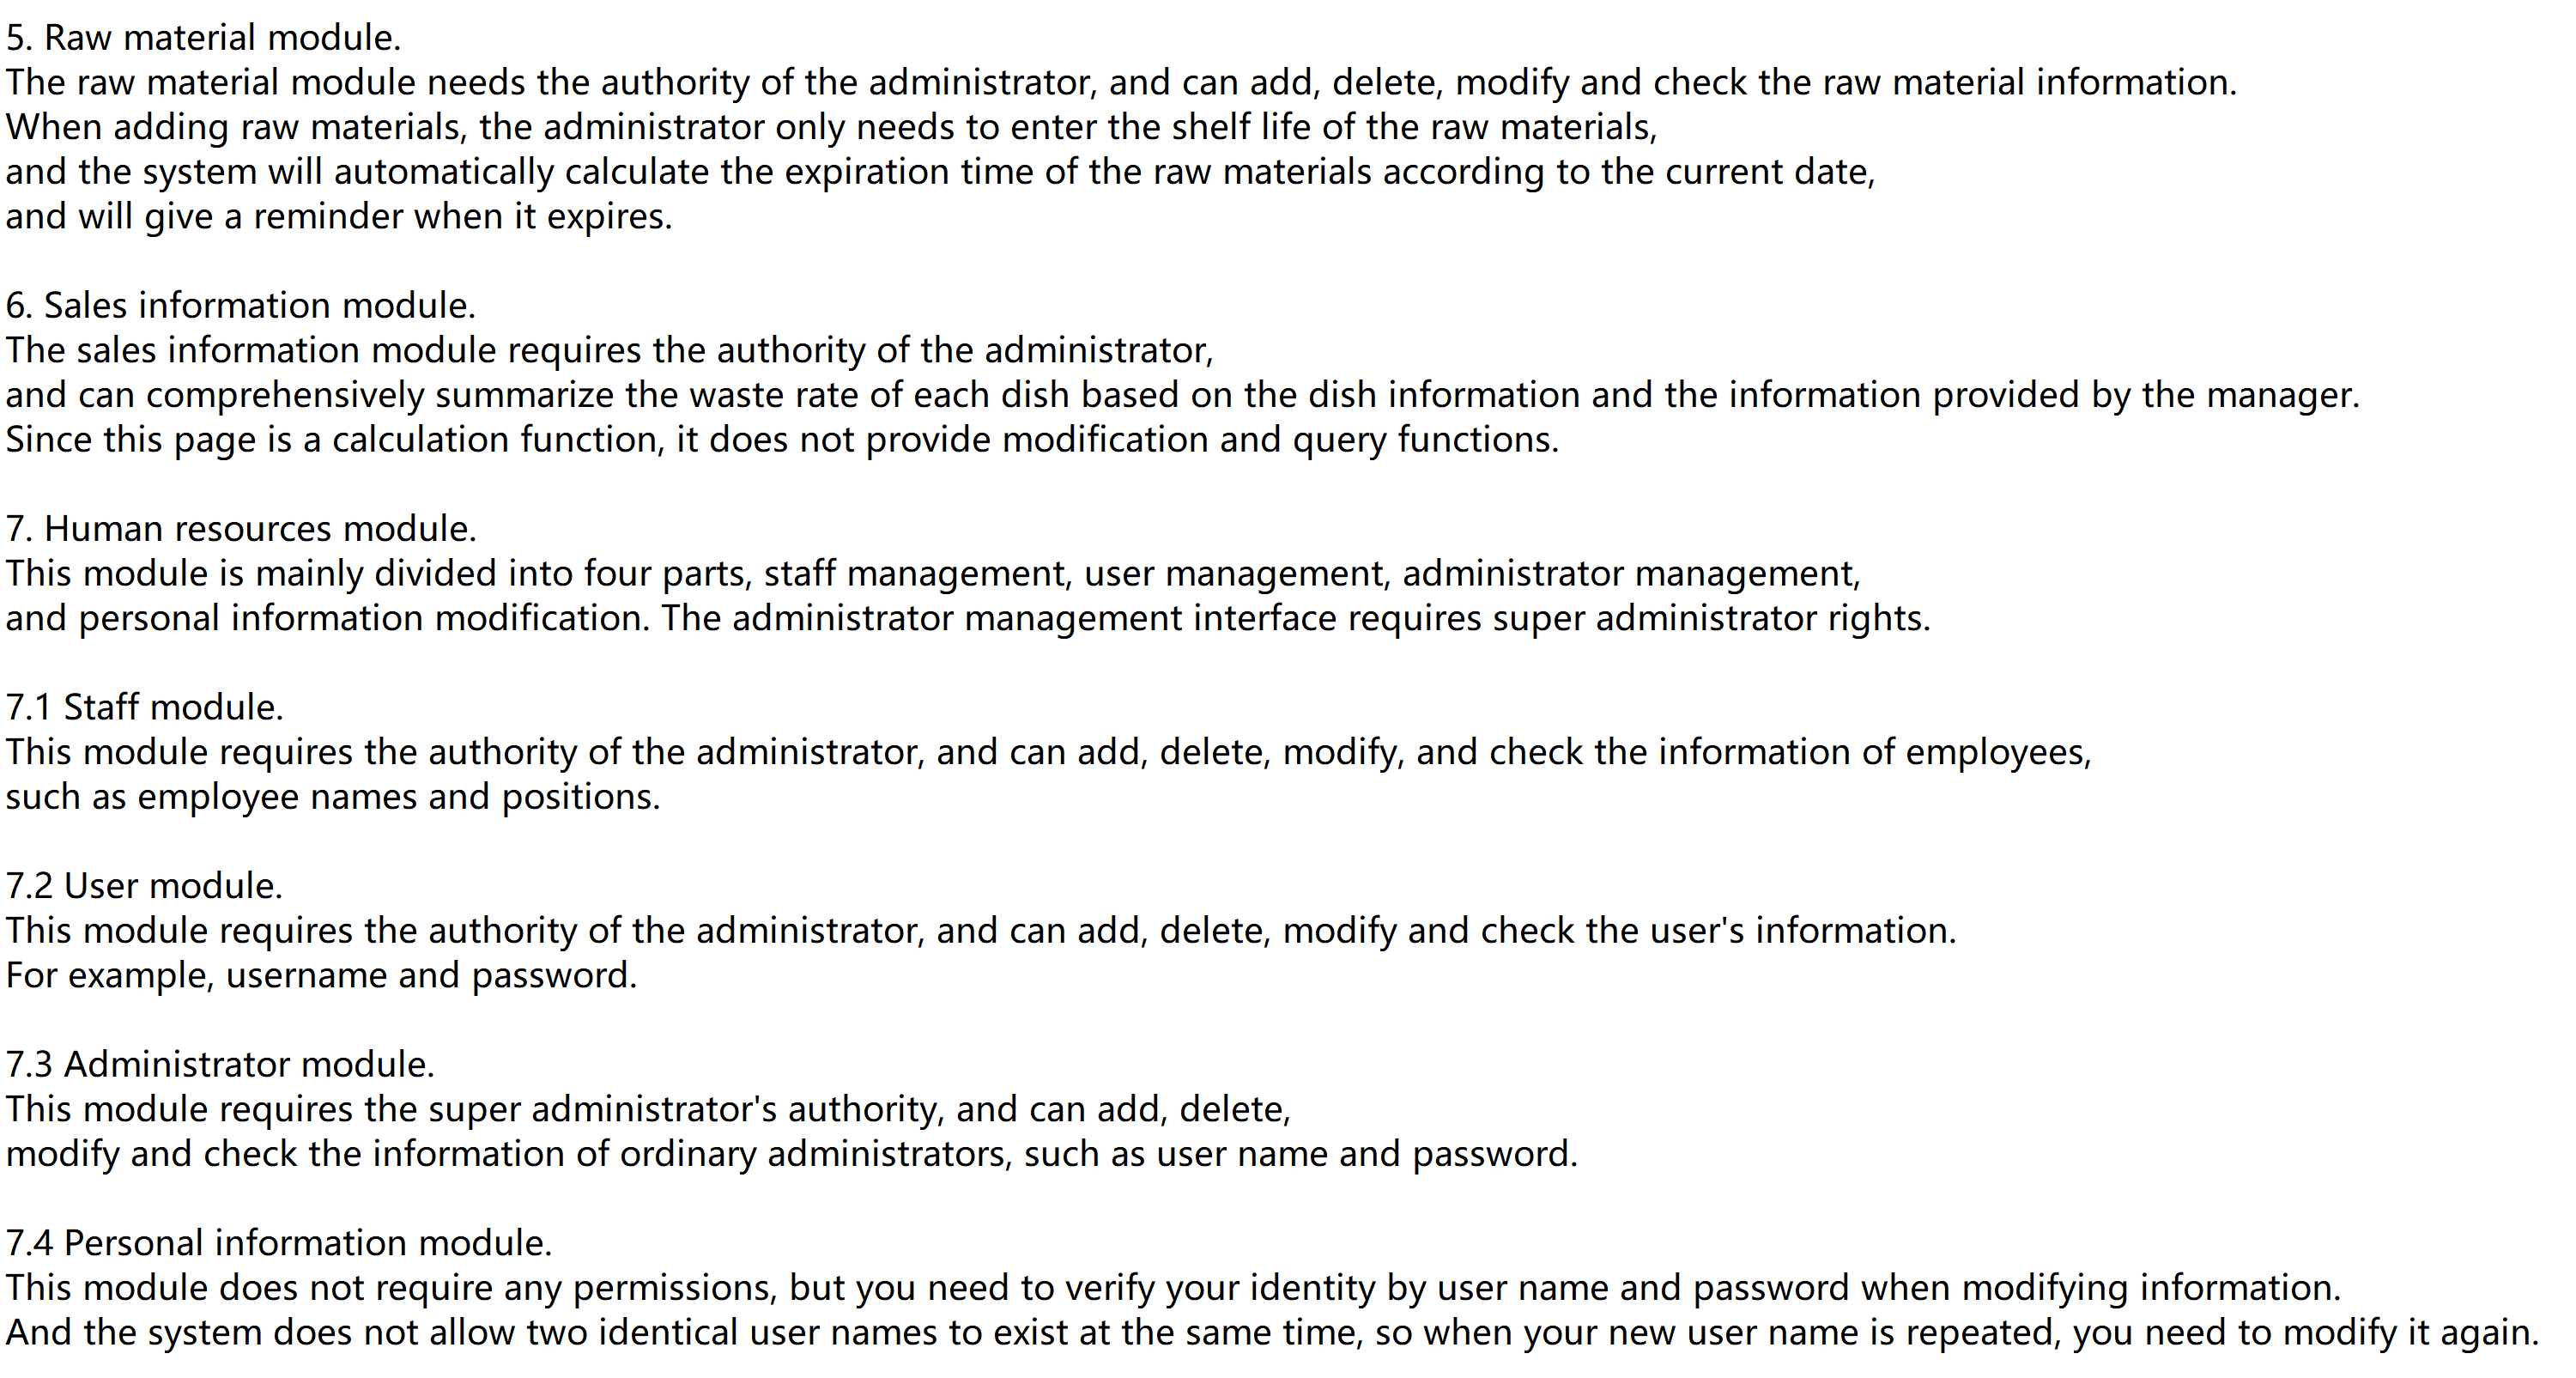 5. Raw material module.
The raw material module needs the authority of the administrator, and can add, delete, modify and check the raw material information.
When adding raw materials, the administrator only needs to enter the shelf life of the raw materials,
and the system will automatically calculate the expiration time of the raw materials according to the current date,
and will give a reminder when it expires.

6. Sales information module.
The sales information module requires the authority of the administrator,
and can comprehensively summarize the waste rate of each dish based on the dish information and the information provided by the manager.
Since this page is a calculation function, it does not provide modification and query functions.

7. Human resources module.
This module is mainly divided into four parts, staff management, user management, administrator management,
and personal information modification. The administrator management interface requires super administrator rights.

7.1 Staff module.
This module requires the authority of the administrator, and can add, delete, modify, and check the information of employees,
such as employee names and positions.

7.2 User module.
This module requires the authority of the administrator, and can add, delete, modify and check the user's information.
For example, username and password.

7.3 Administrator module.
This module requires the super administrator's authority, and can add, delete,
modify and check the information of ordinary administrators, such as user name and password.

7.4 Personal information module.
This module does not require any permissions, but you need to verify your identity by user name and password when modifying information.
And the system does not allow two identical user names to exist at the same time, so when your new user name is repeated, you need to modify it again.